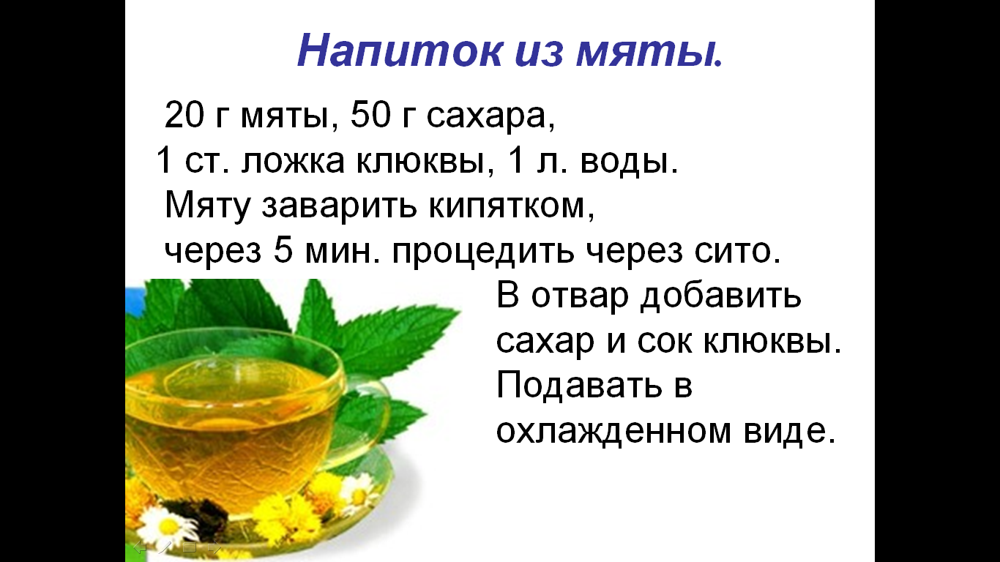 Напиток из мяты.
20 г мяты, 50 г сахара,
1 ст. ложка клюквы, 1 л. воды.
Мяту заварить кипятком,
через 5 мин. процедить через сито.
В отвар добавить
сахар и сок клюквы.
Подавать в
охлажденном виде.